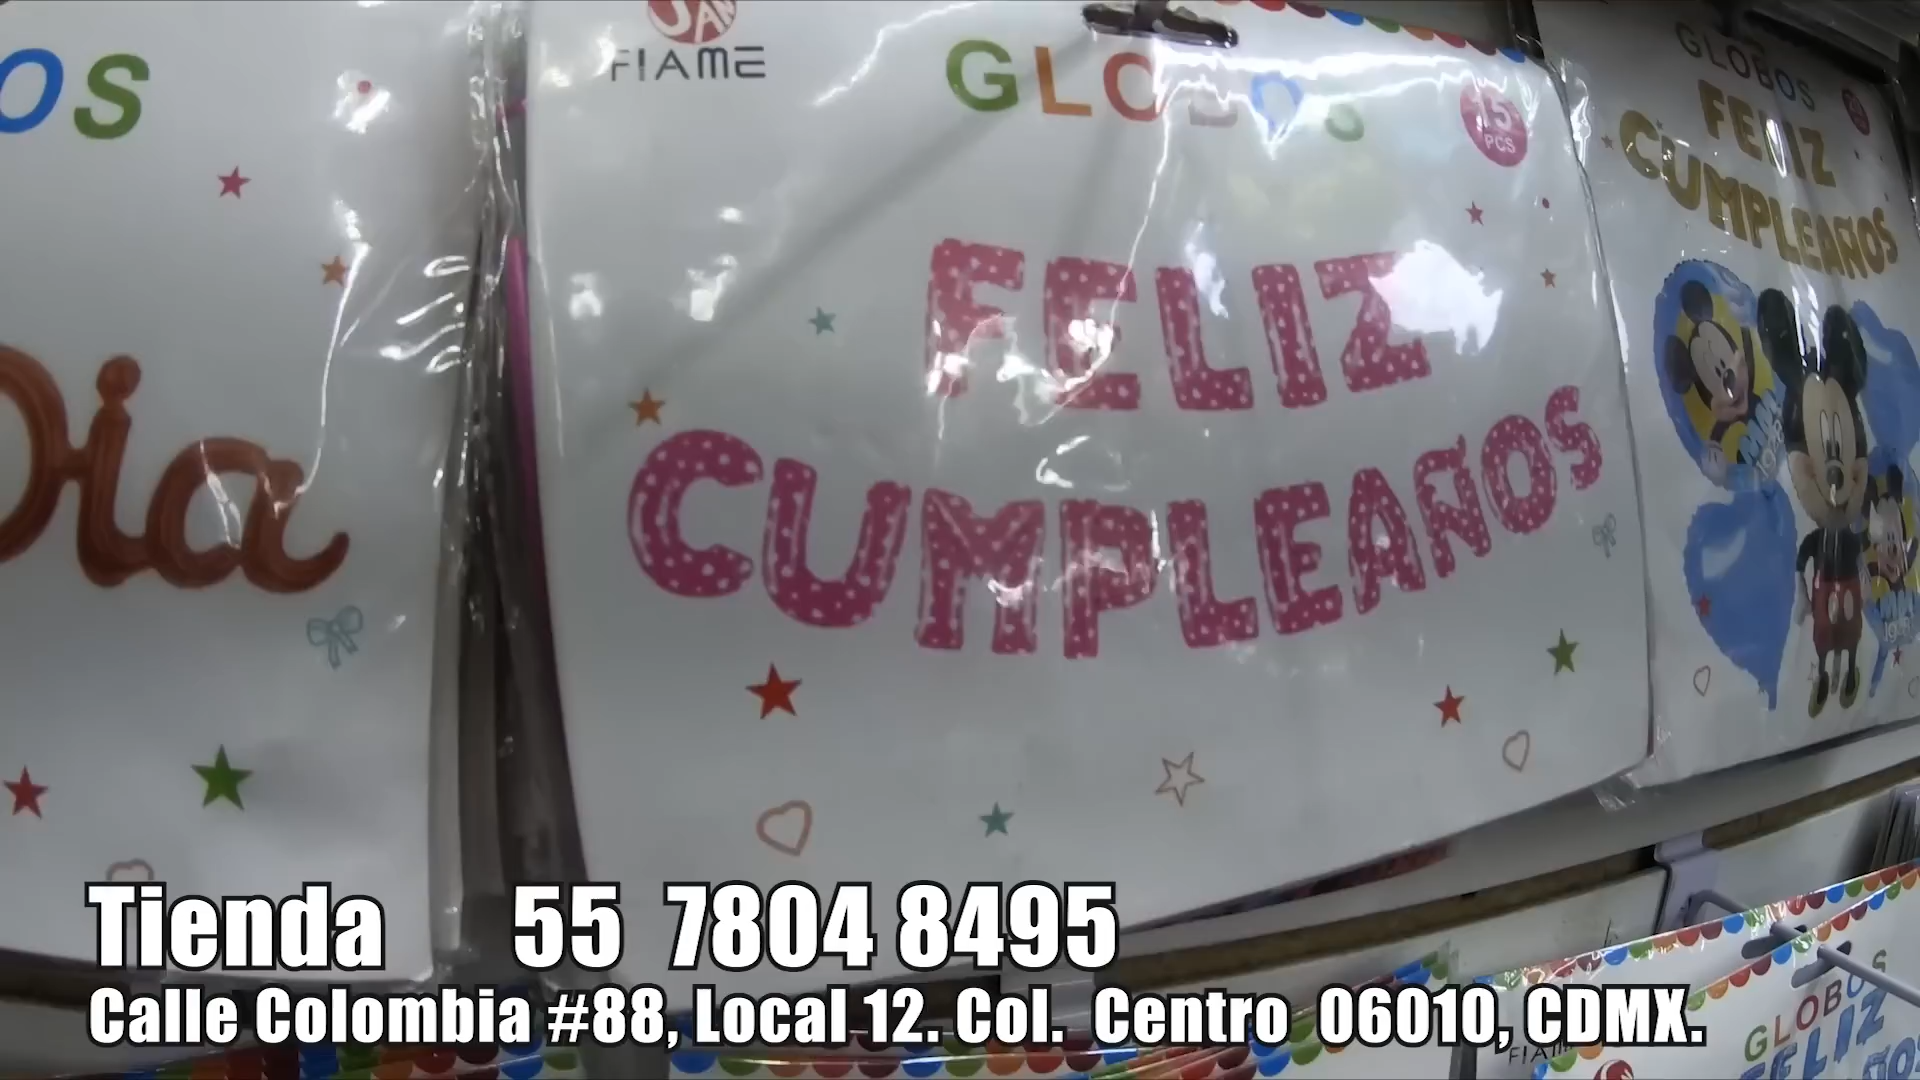 OS
Dia
FIAME
GLOBOS
15
PCS
FELIZ
CUMPLEAÑOS
GLOBOS
FELIZ
CUMPLEAÑOS
Tienda 55 7804 8495
Calle Colombia #88, Local 12. Col. Centro 06010, CDMX.
FIAME
GLOBOS
FELIZ